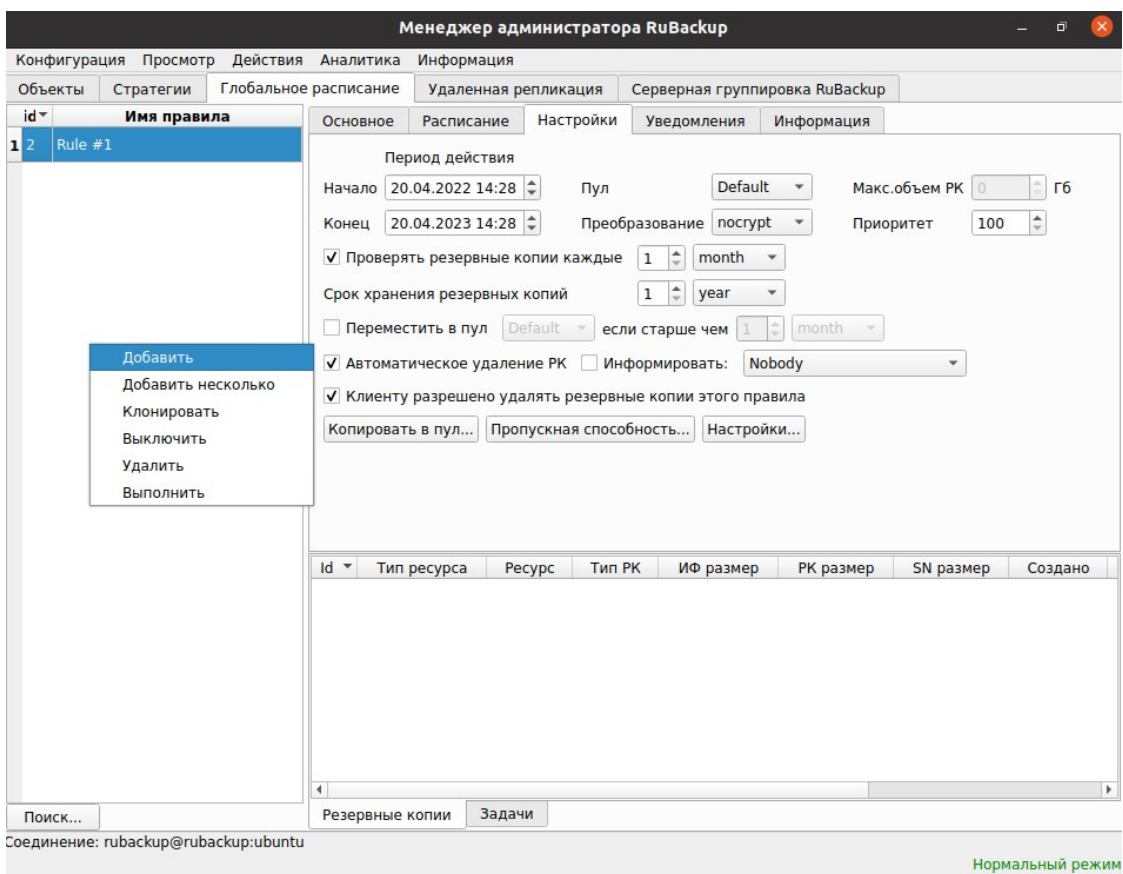 Менеджер администратора RuBackup
Конфигурация Просмотр Действия Аналитика Информация
Объекты Стратегии Глобальное расписание Удаленная репликация Серверная группировка RuBackup
id Имя правила
1 2 Rule #1
Основное Расписание Настройки Уведомления Информация
Период действия
Начало 20.04.2022 14:28 Пул Default Макс.объем РК 0 Гб
Конец 20.04.2023 14:28 Преобразование nocrypt Приоритет 100
Проверять резервные копии каждые 1 month
Срок хранения резервных копий 1 year
Переместить в пул Default если старше чем 1 month
Автоматическое удаление РК Информировать: Nobody
Клиенту разрешено удалять резервные копии этого правила
Копировать в пул... Пропускная способность... Настройки...
Добавить
Добавить несколько
Клонировать
Выключить
Удалить
Выполнить
Id Тип ресурса Ресурс Тип РК ИФ размер РК размер SN размер Создано
Резервные копии Задачи
Поиск...
Соединение: rubackup@rubackup:ubuntu
Нормальный режим